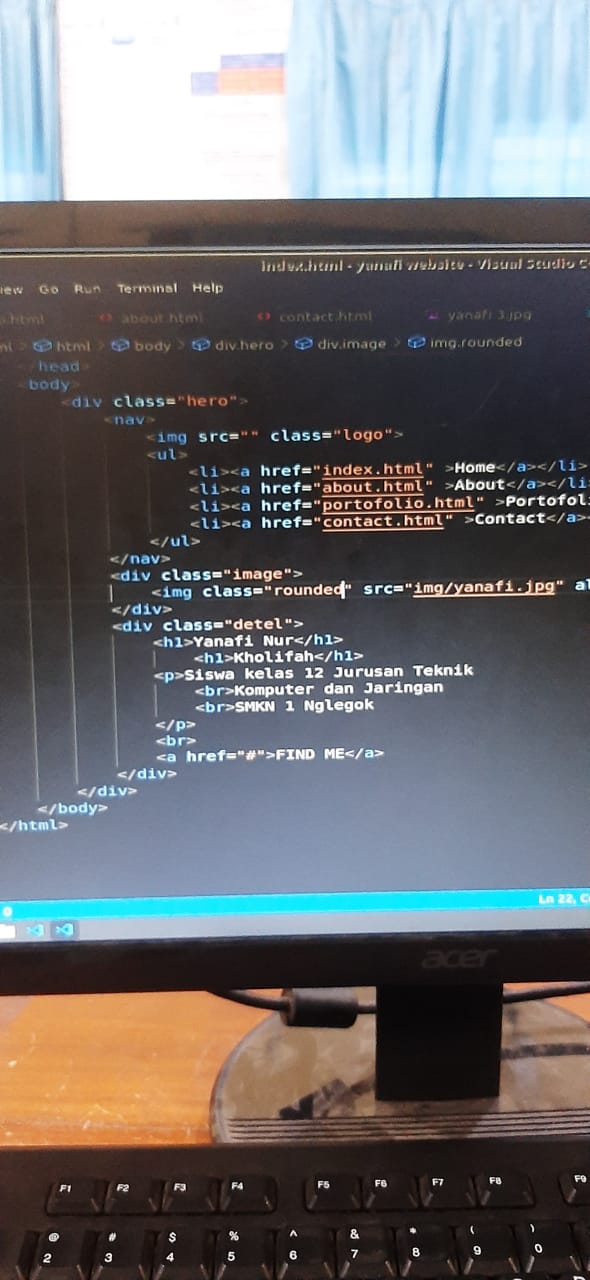 index.html - yanafi website - Visual Studio C
iew Go Run Terminal Help
.html about.html contact.html yanafi 3.jpg
html > body > div.hero > div.image > img.rounded
head>
<body>
<div class="hero">
<nav>
<img src="" class="logo">
<ul>
<li><a href="index.html" >Home</a></li>
<li><a href="about.html" >About</a></li
<li><a href="portofolio.html" >Portofol
<li><a href="contact.html" >Contact</a>
</ul>
</nav>
<div class="image">
<img class="rounded" src="img/yanafi.jpg" al
</div>
<div class="detel">
<h1>Yanafi Nur</h1>
<h1>Kholifah</h1>
<p>Siswa kelas 12 Jurusan Teknik
<br>Komputer dan Jaringan
<br>SMKN 1 Nglegok
</p>
<br>
<a href="#">FIND ME</a>
</div>
</div>
</body>
</html>
0 Ln 22, C
acer
F1 F2 F3 F4 F5 F6 F7 F8 F9
@ # $ % ^ & * ( )
2 3 4 5 6 7 8 9 0